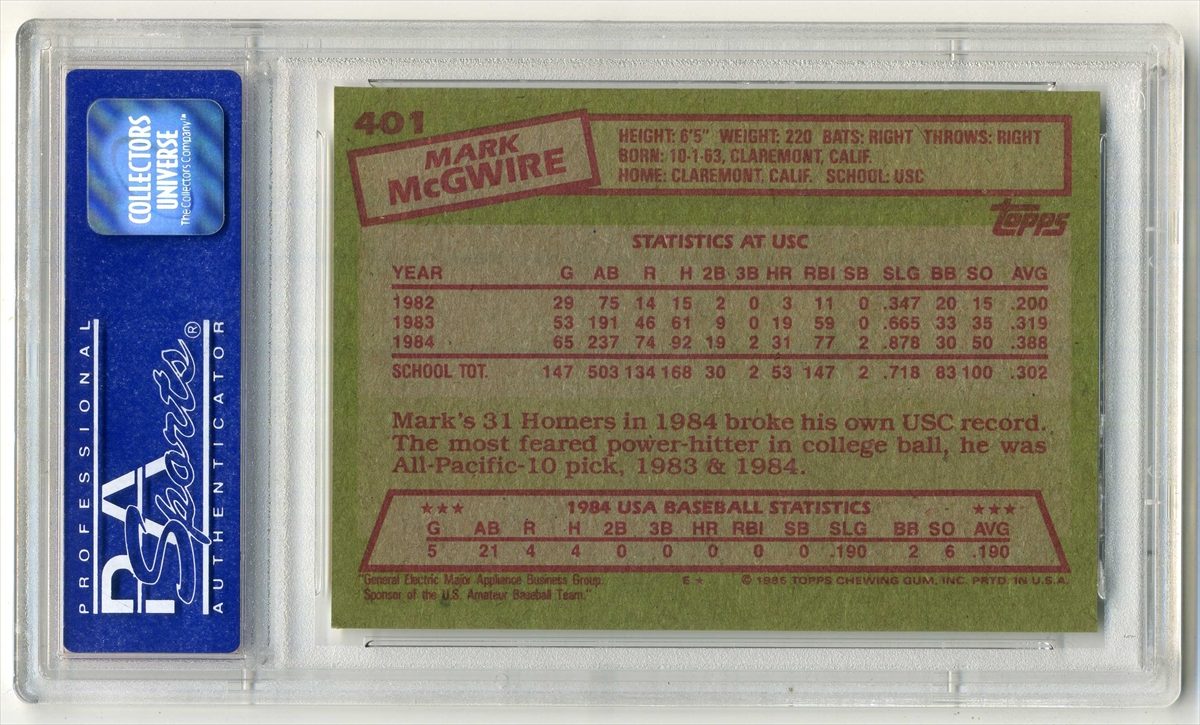 COLLECTORS
UNIVERSE
The Collectors Company™
PROFESSIONAL
PSA
Sports®
AUTHENTICATOR
401
MARK
McGWIRE
HEIGHT: 6'5" WEIGHT: 220 BATS: RIGHT THROWS: RIGHT
BORN: 10-1-63, CLAREMONT, CALIF.
HOME: CLAREMONT, CALIF. SCHOOL: USC
topps
STATISTICS AT USC
YEAR G AB R H 2B 3B HR RBI SB SLG BB SO AVG
1982 29 75 14 15 2 0 3 11 0 .347 20 15 .200
1983 53 191 46 61 9 0 19 59 0 .665 33 35 .319
1984 65 237 74 92 19 2 31 77 2 .878 30 50 .388
SCHOOL TOT. 147 503 134 168 30 2 53 147 2 .718 83 100 .302
Mark's 31 Homers in 1984 broke his own USC record.
The most feared power-hitter in college ball, he was
All-Pacific-10 pick, 1983 & 1984.
★★★ 1984 USA BASEBALL STATISTICS ★★★
G AB R H 2B 3B HR RBI SB SLG BB SO AVG
5 21 4 4 0 0 0 0 0 .190 2 6 .190
"General Electric Major Appliance Business Group. E★ © 1985 TOPPS CHEWING GUM, INC. PRTD. IN U.S.A.
Sponsor of the U.S. Amateur Baseball Team."